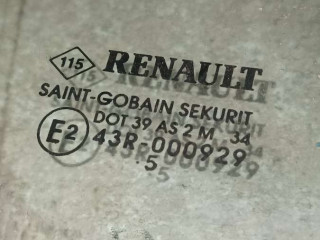 115 RENAULT
SAINT-GOBAIN SEKURIT
DOT 39 AS 2 M 34
E2 43R-000929
5